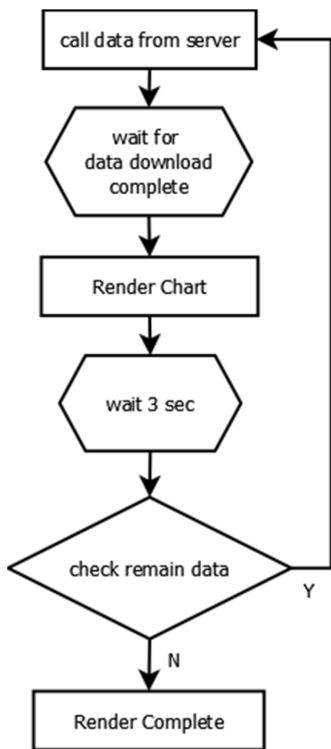 call data from server
wait for
data download
complete
Render Chart
wait 3 sec
check remain data
Y
N
Render Complete